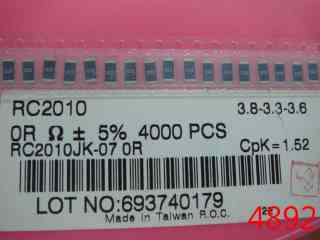 RC2010 3.8-3.3-3.6
0R Ω ± 5% 4000 PCS
RC2010JK-07 0R CpK=1.52
LOT NO:693740179
Made in Taiwan R.O.C.
4892